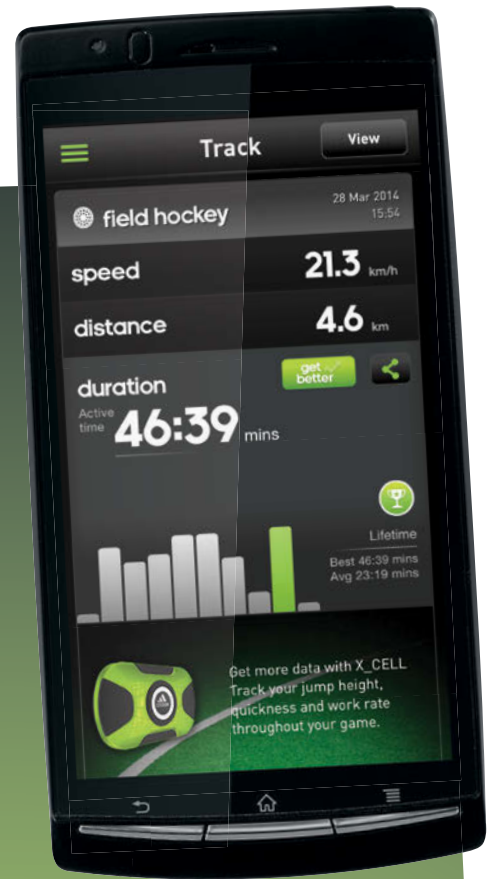 Track
View
field hockey
28 Mar 2014
15:54
speed
21.3 km/h
distance
4.6 km
duration
get
better
Active
time
46:39 mins
Lifetime
Best 46:39 mins
Avg 23:19 mins
Get more data with X_CELL
Track your jump height,
quickness and work rate
throughout your game.